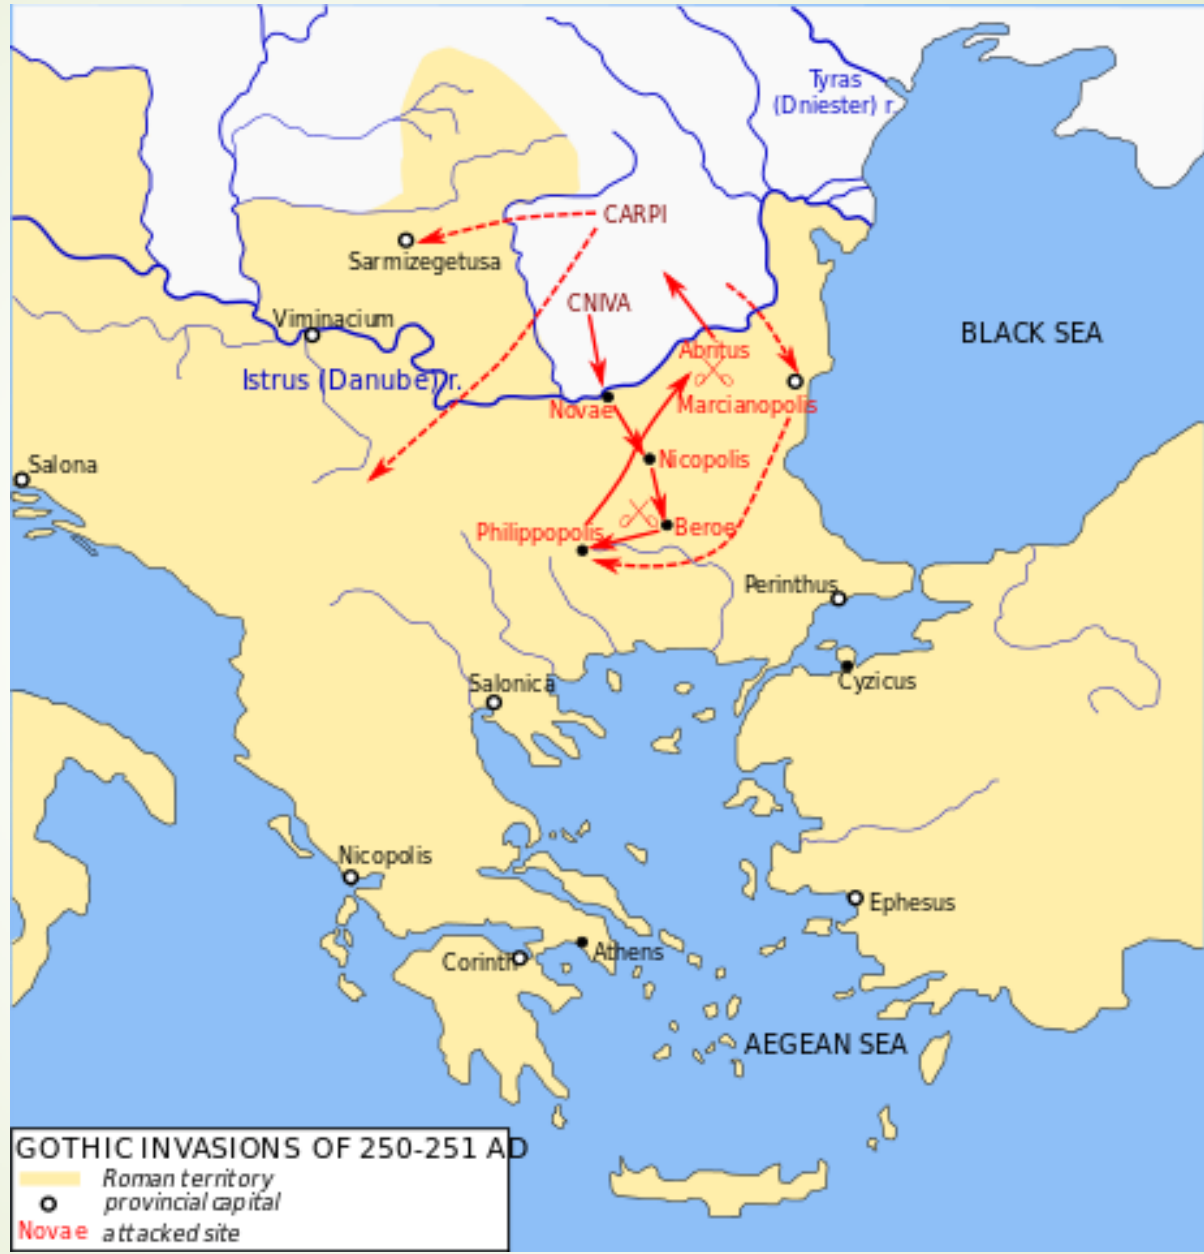 Tyras
(Dniester) r.
CARPI
Sarmizegetusa
CNIVA
Viminacium
BLACK SEA
Abritus
Istrus (Danube) r.
Novae
Marcianopolis
Nicopolis
Salona
Philippopolis
Beroe
Perinthus
Cyzicus
Salonica
Nicopolis
Ephesus
Athens
Corinth
AEGEAN SEA
GOTHIC INVASIONS OF 250-251 AD
Roman territory
provincial capital
Novae attacked site